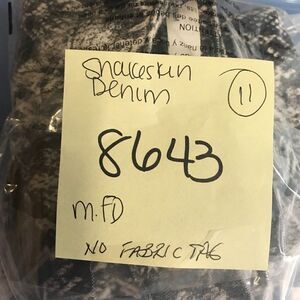 Snakeskin
Denim
11
8643
M.FD
NO FABRIC TAG